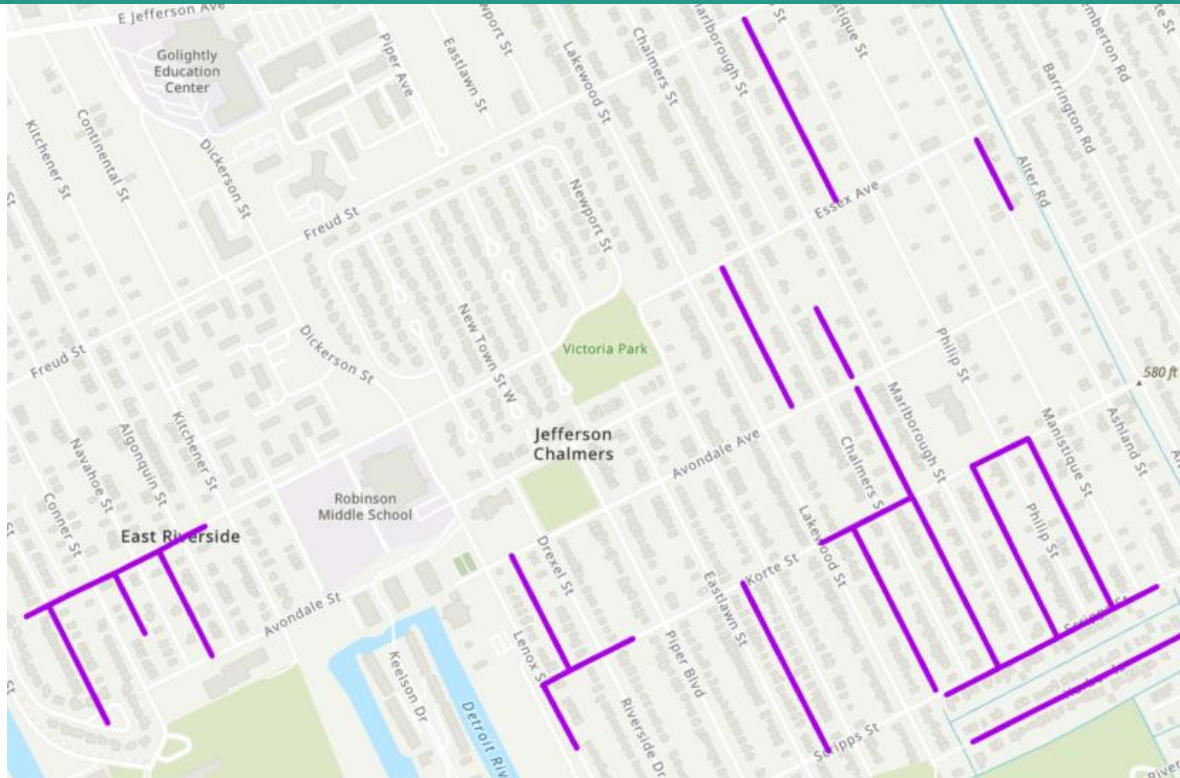 E Jefferson Ave
Golightly
Education
Center
Piper Ave
Eastlawn St
Lakewood St
Chalmers St
Marlborough St
Barrington Rd
Kitchener St
Continental St
Dickerson St
Alter Rd
Essex Ave
Newport St
Freud St
Victoria Park
New Town St W
Dickerson St
Freud St
Philip St
580 ft
Jefferson
Chalmers
Marlborough St
Avondale Ave
Kitchener St
Algonquin St
Navahoe St
Conner St
Robinson
Middle School
Chalmers S
Manistique St
Ashland St
East Riverside
Philip St
Lakewood St
Drexel St
Korte St
Eastlawn St
Avondale St
Scripps St
Lenox S
Piper Blvd
Keelson Dr
Riverside Dr
Detroit Riv
Scripps St
River